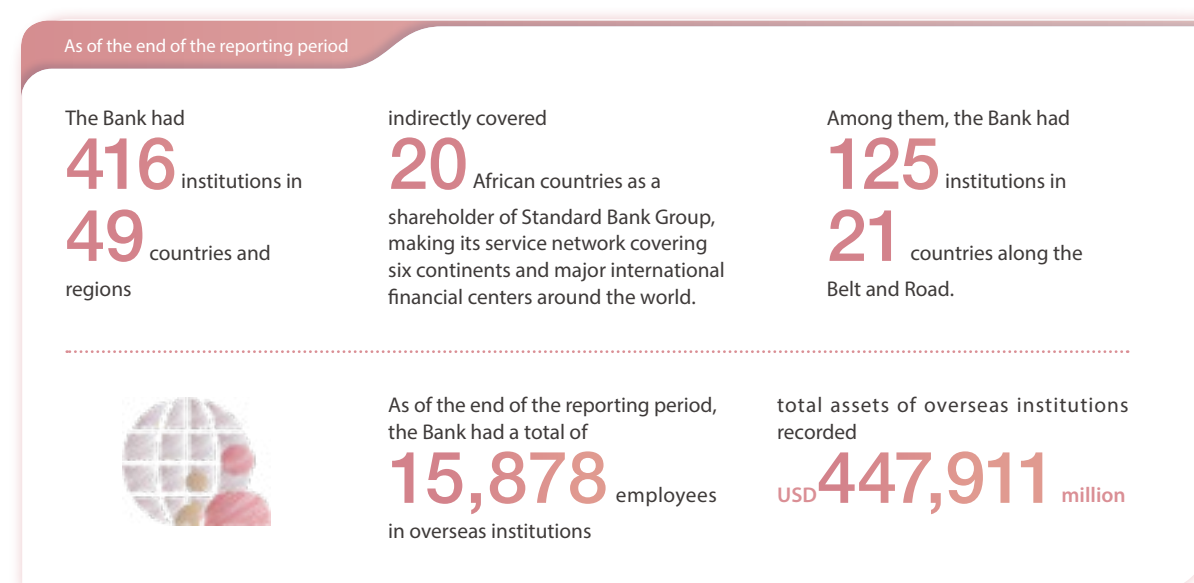 As of the end of the reporting period
The Bank had
416 institutions in
49 countries and
regions
indirectly covered
20 African countries as a
shareholder of Standard Bank Group,
making its service network covering
six continents and major international
financial centers around the world.
Among them, the Bank had
125 institutions in
21 countries along the
Belt and Road.
As of the end of the reporting period,
the Bank had a total of
15,878 employees
in overseas institutions
total assets of overseas institutions
recorded
USD447,911 million